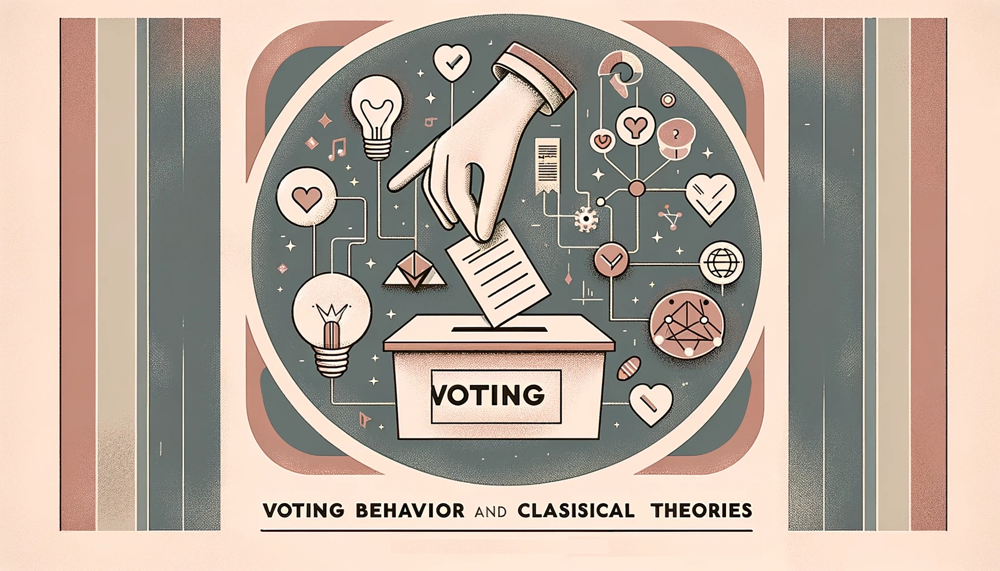 VOTING
VOTING BEHAVIOR AND CLASISICAL THEORIES